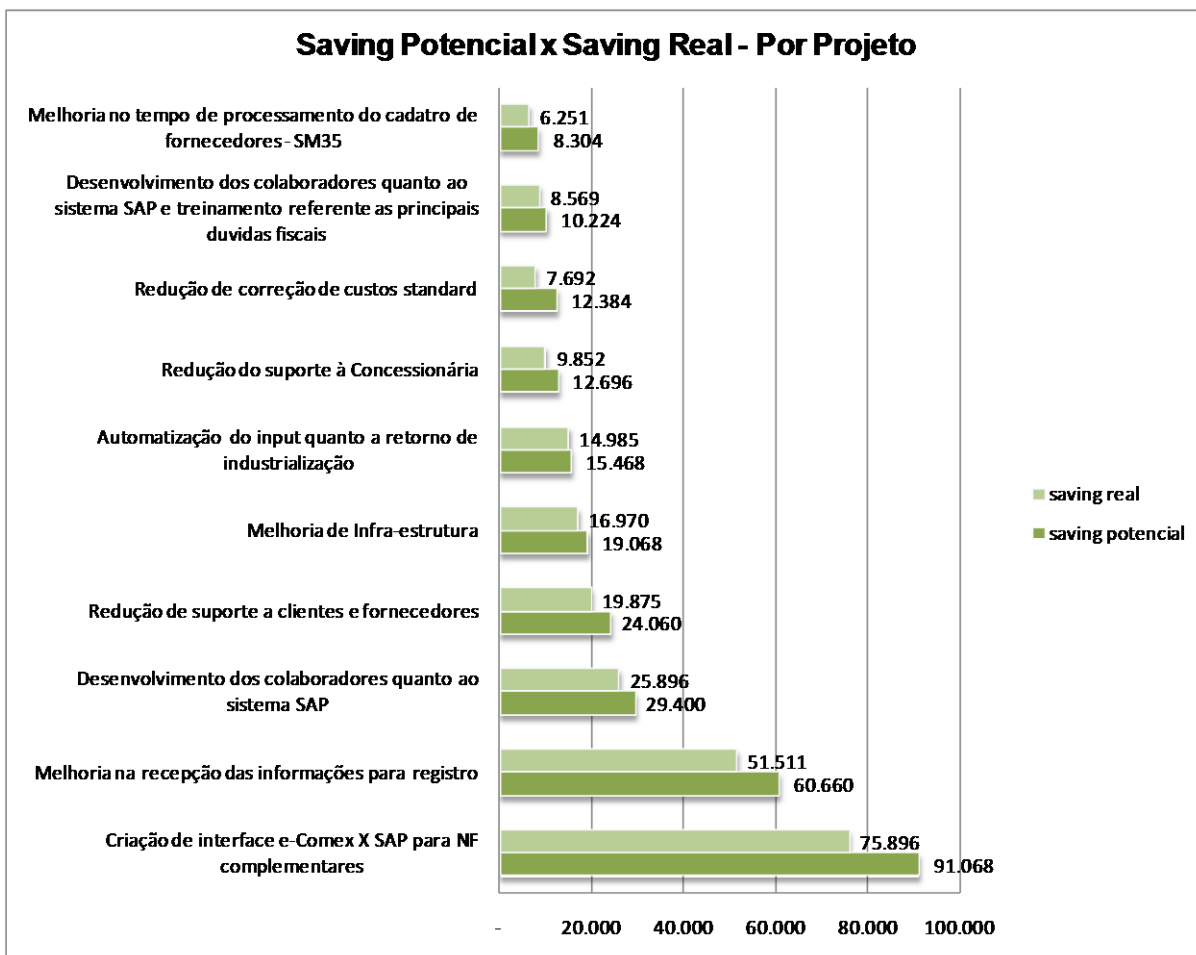 Saving Potencial x Saving Real - Por Projeto
Melhoria no tempo de processamento do cadatro de
fornecedores - SM35
6.251
8.304
Desenvolvimento dos colaboradores quanto ao
sistema SAP e treinamento referente as principais
duvidas fiscais
8.569
10.224
Redução de correção de custos standard
7.692
12.384
Redução do suporte à Concessionária
9.852
12.696
Automatização do input quanto a retorno de
industrialização
14.985
15.468
Melhoria de Infra-estrutura
16.970
19.068
Redução de suporte a clientes e fornecedores
19.875
24.060
Desenvolvimento dos colaboradores quanto ao
sistema SAP
25.896
29.400
Melhoria na recepção das informações para registro
51.511
60.660
Criação de interface e-Comex X SAP para NF
complementares
75.896
91.068
- 20.000 40.000 60.000 80.000 100.000
saving real
saving potencial